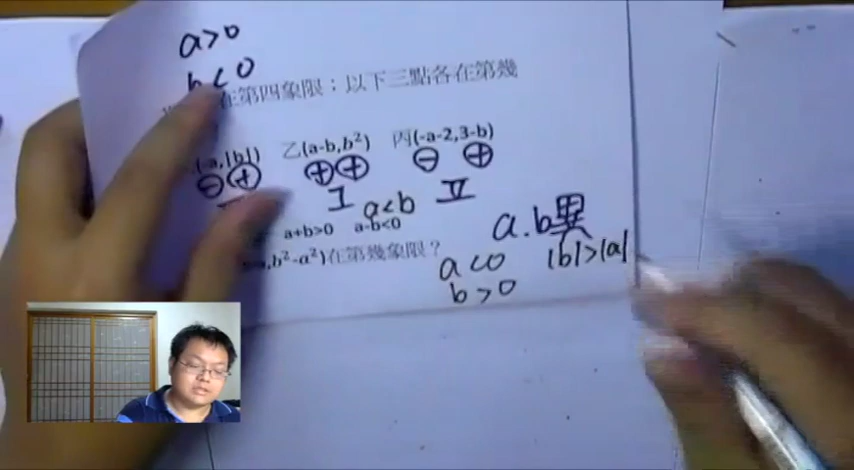 a>0
b<0
在第四象限：以下三點各在第幾
-a,|b|) 乙(a-b,b²) 丙(-a-2,3-b)
⊖ ⊕ ⊕ ⊕ ⊖ ⊕
I IV
a<b
a+b>0 a-b<0
a.b異
,b²-a²)在第幾象限？
a<0 |b|>|a|
b>0